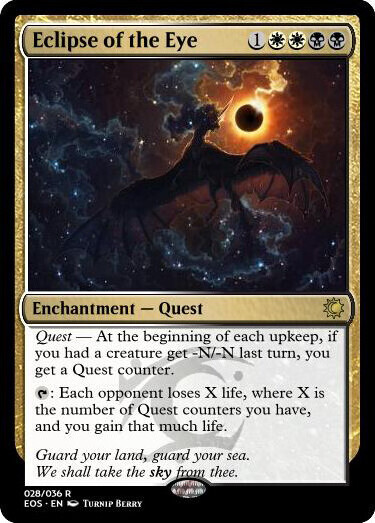 Eclipse of the Eye 1
Enchantment — Quest
Quest — At the beginning of each upkeep, if
you had a creature get -N/-N last turn, you
get a Quest counter.
: Each opponent loses X life, where X is
the number of Quest counters you have,
and you gain that much life.
Guard your land, guard your sea.
We shall take the sky from thee.
028/036 R
EOS • EN Turnip Berry